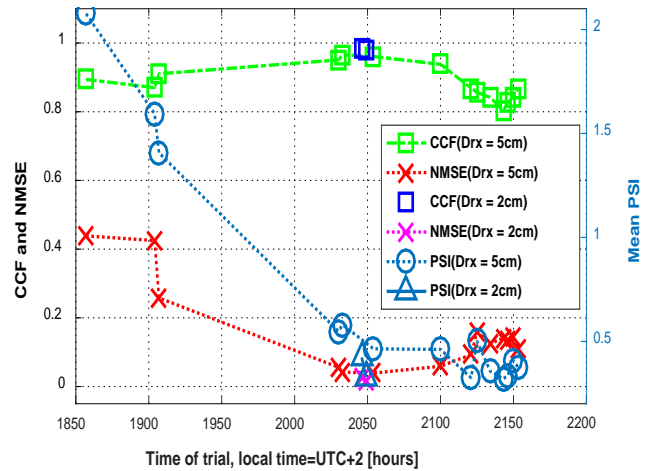 1
0.8
0.6
0.4
0.2
0
CCF and NMSE
2
1.5
1
0.5
Mean PSI
CCF(Drx = 5cm)
NMSE(Drx = 5cm)
CCF(Drx = 2cm)
NMSE(Drx = 2cm)
PSI(Drx = 5cm)
PSI(Drx = 2cm)
1850 1900 1950 2000 2050 2100 2150 2200
Time of trial, local time=UTC+2 [hours]